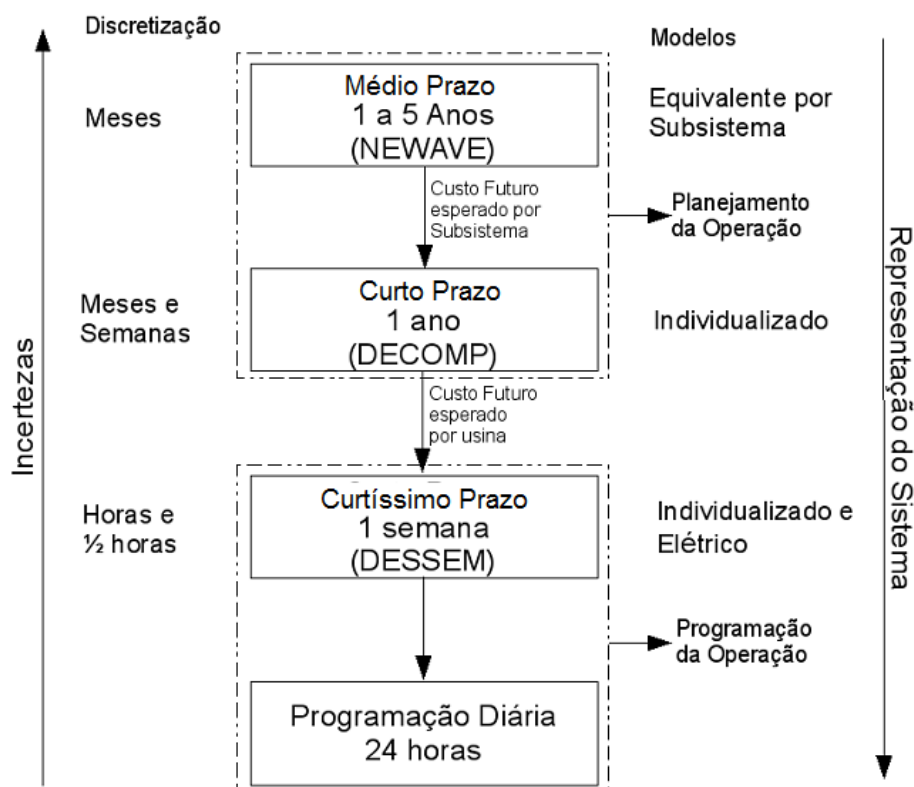 Discretização
Modelos
Médio Prazo
1 a 5 Anos
(NEWAVE)
Meses
Equivalente por
Subsistema
Custo Futuro
esperado por
Subsistema
Planejamento
da Operação
Curto Prazo
1 ano
(DECOMP)
Meses e
Semanas
Individualizado
Custo Futuro
esperado
por usina
Incertezas
Representação do Sistema
Curtíssimo Prazo
1 semana
(DESSEM)
Horas e
½ horas
Individualizado e
Elétrico
Programação
da Operação
Programação Diária
24 horas